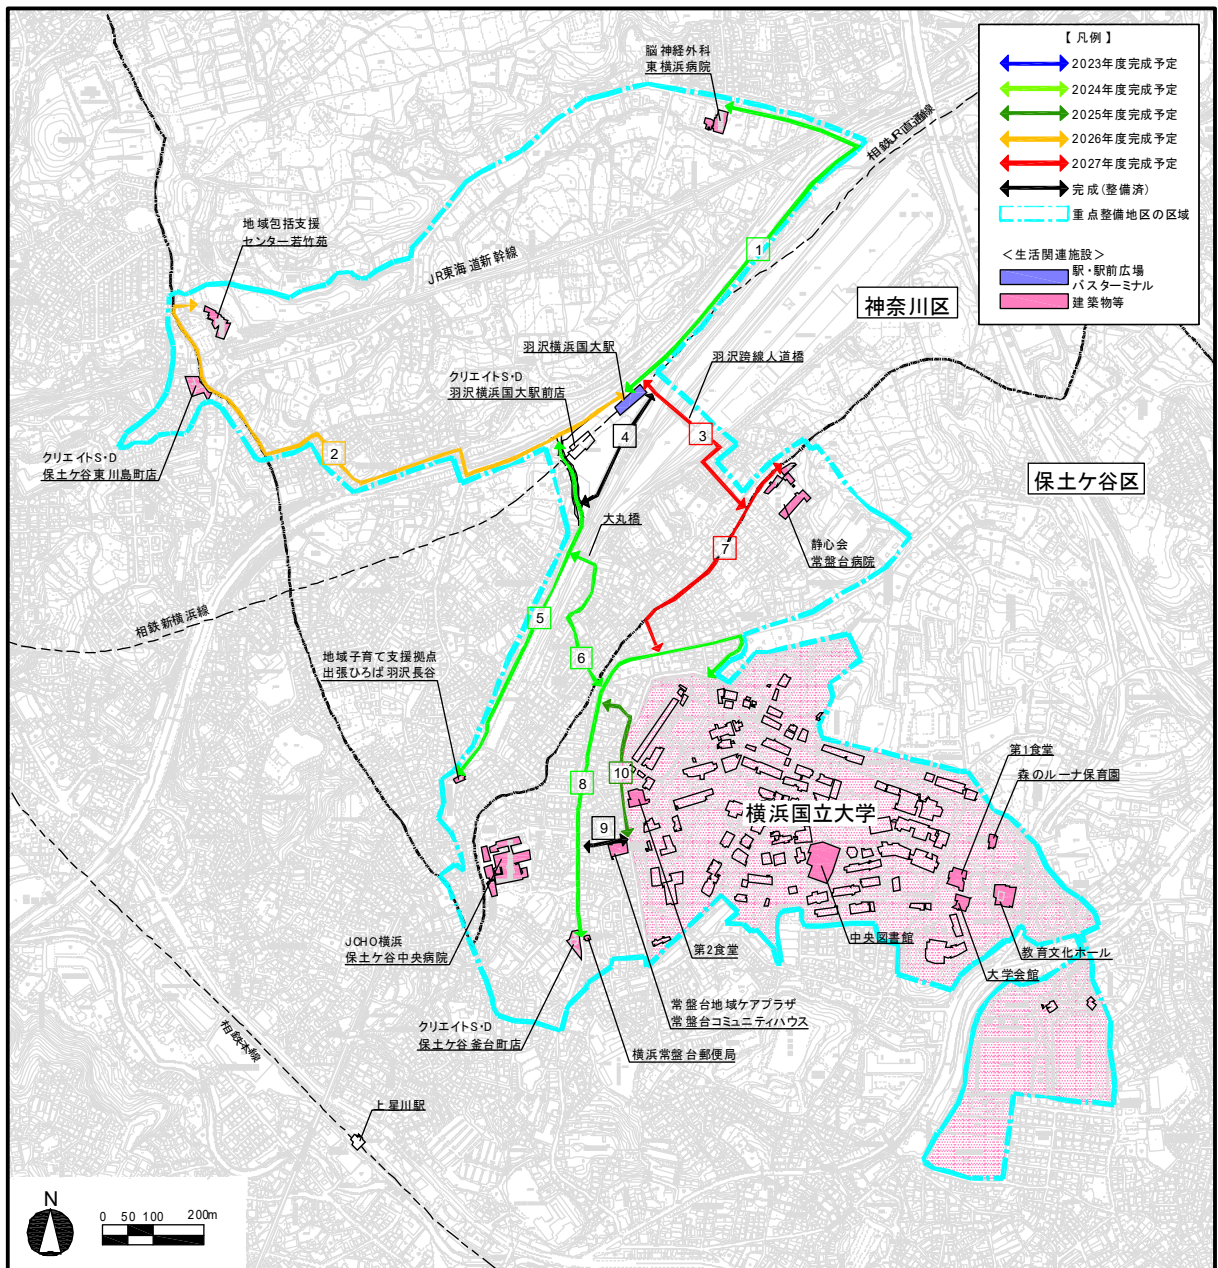 【 凡例 】
2023年度完成予定
2024年度完成予定
2025年度完成予定
2026年度完成予定
2027年度完成予定
完成(整備済)
重点整備地区の区域
＜生活関連施設＞
駅・駅前広場
バスターミナル
建築物等
脳神経外科
東横浜病院
相鉄JR直通線
地域包括支援
センター若竹苑
JR東海道新幹線
1
神奈川区
羽沢横浜国大駅
羽沢跨線人道橋
クリエイトS・D
羽沢横浜国大駅前店
4
3
2
クリエイトS・D
保土ケ谷東川島町店
保土ケ谷区
大丸橋
7
静心会
常盤台病院
相鉄新横浜線
5
6
地域子育て支援拠点
出張ひろば 羽沢長谷
8
10
9
横浜国立大学
第1食堂
森のルーナ保育園
JCHO横浜
保土ケ谷中央病院
第2食堂
中央図書館
教育文化ホール
大学会館
常盤台地域ケアプラザ
常盤台コミュニティハウス
クリエイトS・D
保土ケ谷釜台町店
横浜常盤台郵便局
相鉄本線
上星川駅
N
0 50 100 200m